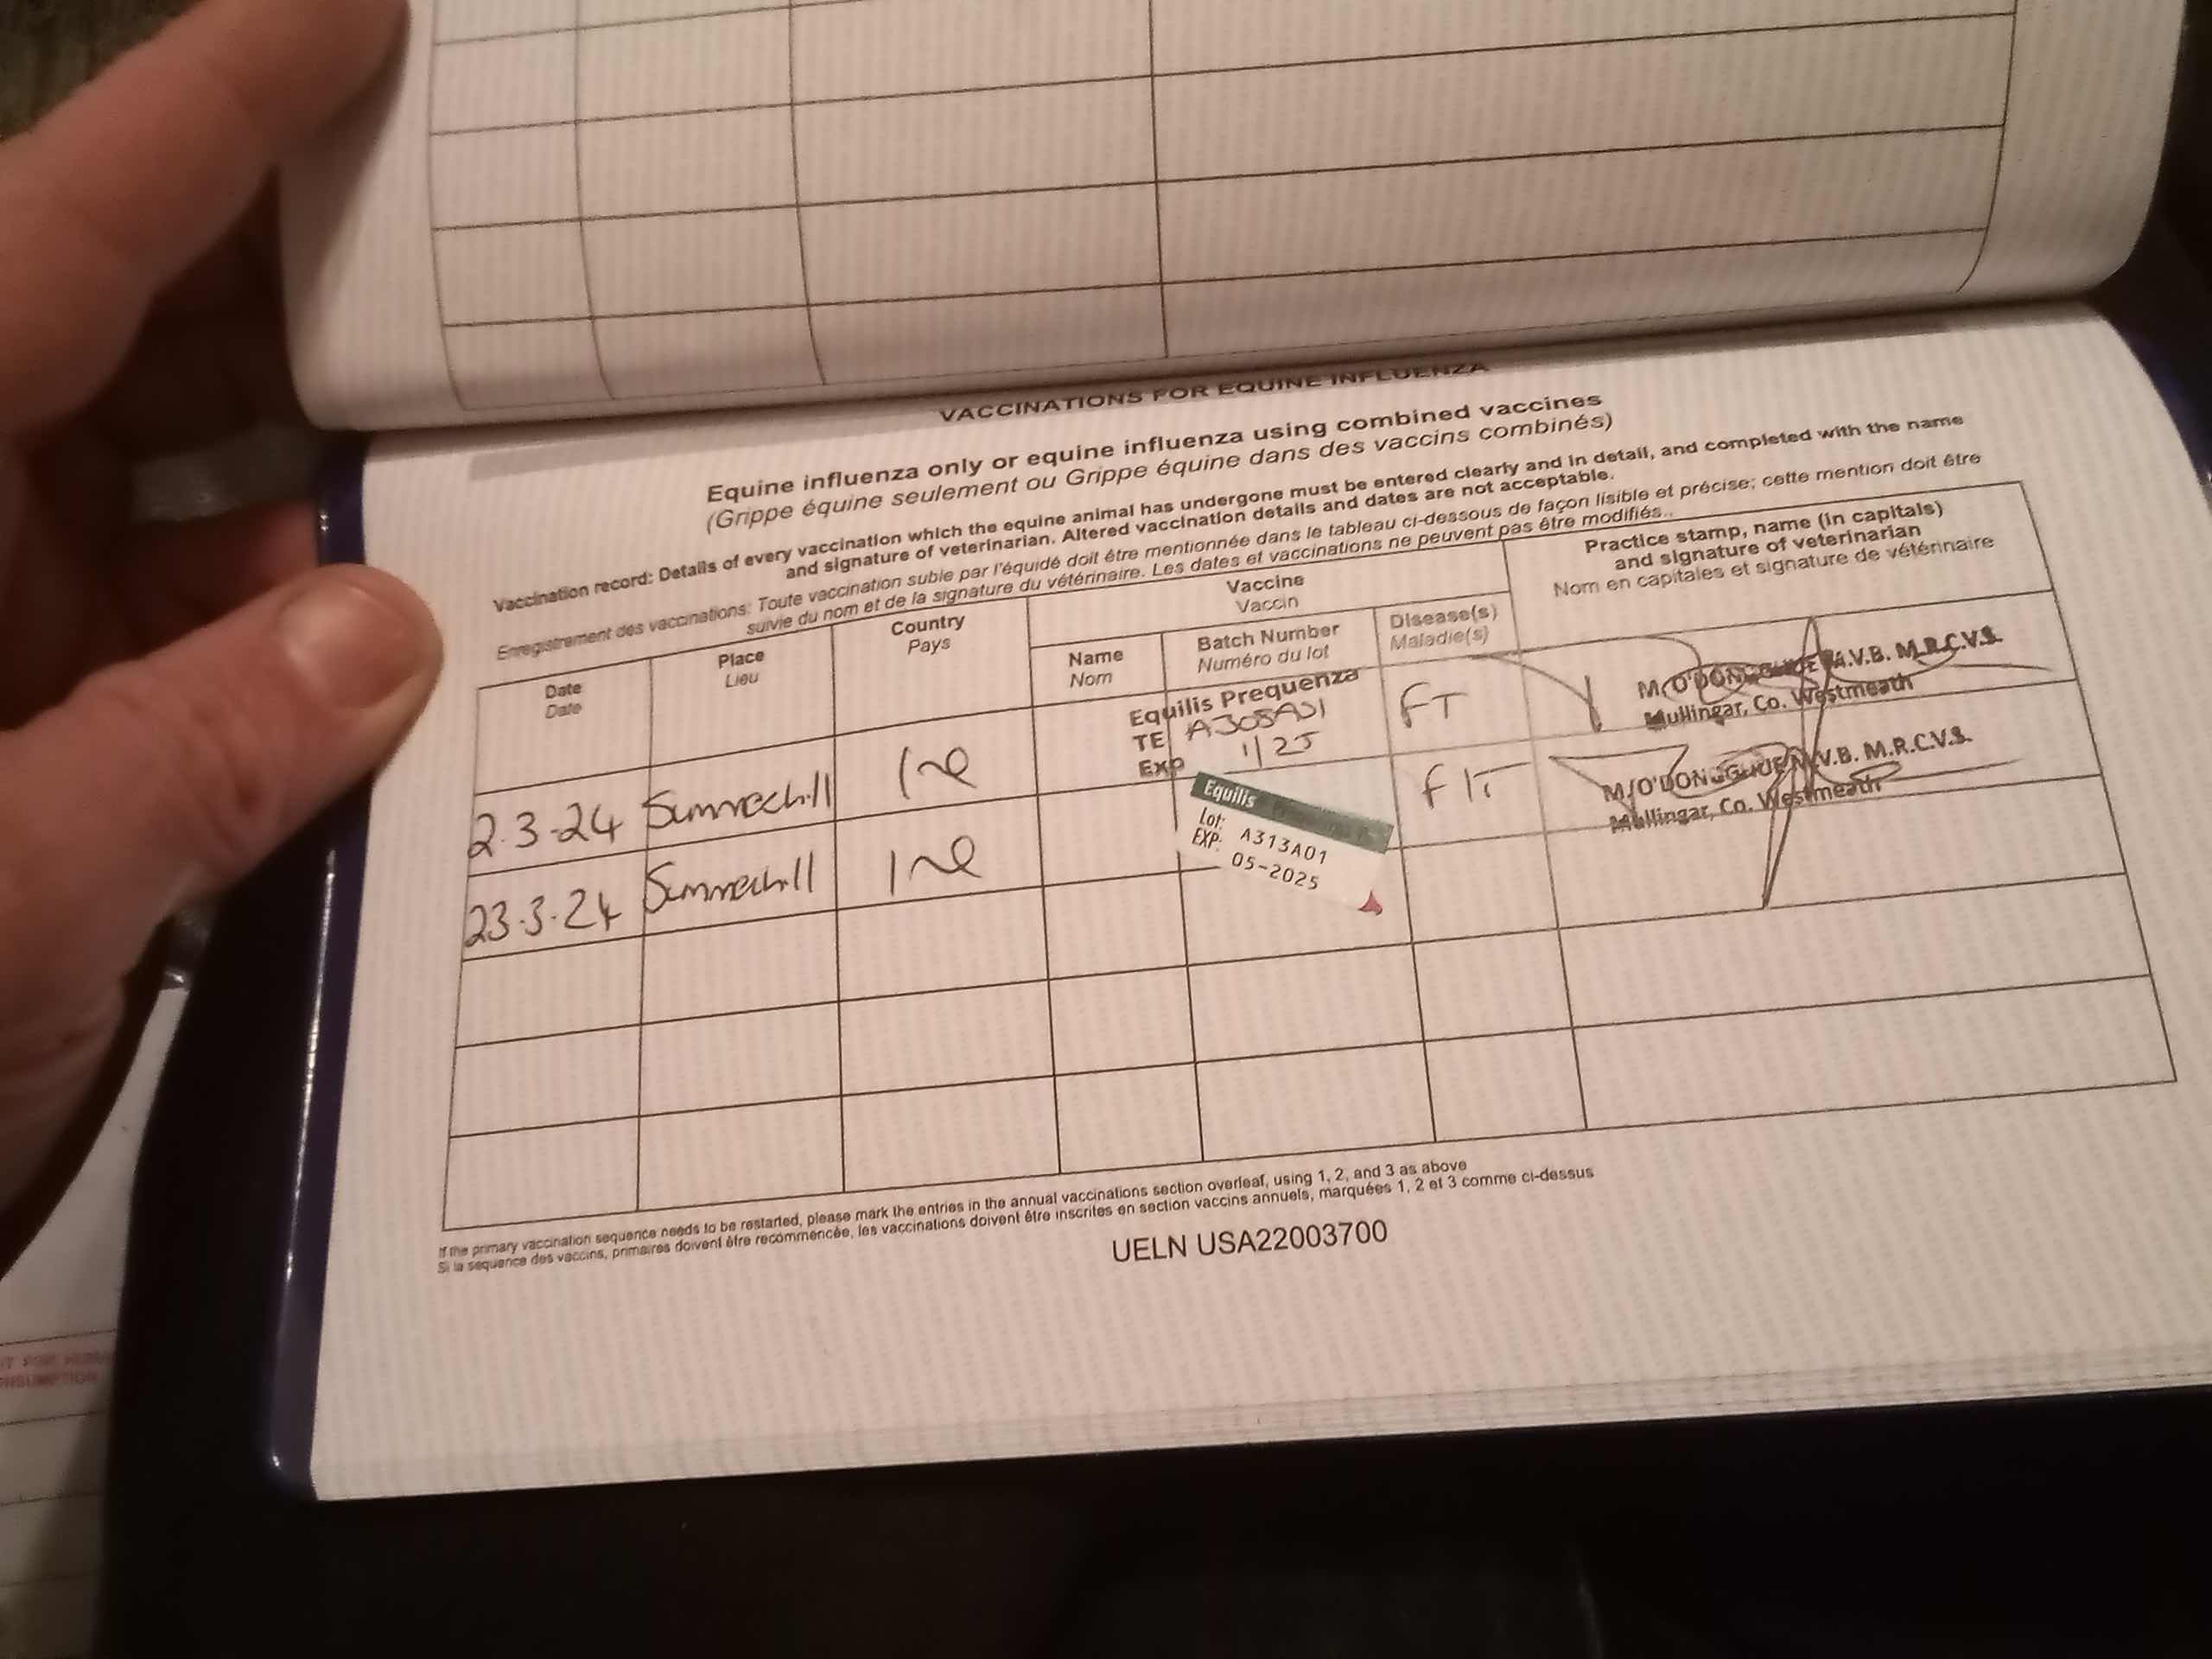 VACCINATIONS FOR EQUINE INFLUENZA
Equine influenza only or equine influenza using combined vaccines
(Grippe équine seulement ou Grippe équine dans des vaccins combinés)
Vaccination record: Details of every vaccination which the equine animal has undergone must be entered clearly and in detail, and completed with the name
and signature of veterinarian. Altered vaccination details and dates are not acceptable.
Enregistrement des vaccinations: Toute vaccination subie par l'équidé doit être mentionnée dans le tableau ci-dessous de façon lisible et précise; cette mention doit être
suivie du nom et de la signature du vétérinaire. Les dates et vaccinations ne peuvent pas être modifiés..
Date
Date
Place
Lieu
Country
Pays
Vaccine
Vaccin
Name
Nom
Batch Number
Numéro du lot
Disease(s)
Maladie(s)
Practice stamp, name (in capitals)
and signature of veterinarian
Nom en capitales et signature de vétérinaire
2.3.24 Summerhill Ire
Equilis Prequenza
TE A305A01
Exp 1/25
FT
M. O'DONOGHUE M.V.B. M.R.C.V.S.
Mullingar, Co. Westmeath
23.3.24 Summerhill Ire
Equilis
Lot: A313A01
EXP: 05-2025
F/T
M. O'DONOGHUE M.V.B. M.R.C.V.S.
Mullingar, Co. Westmeath
If the primary vaccination sequence needs to be restarted, please mark the entries in the annual vaccinations section overleaf, using 1, 2, and 3 as above
Si la sequence des vaccins, primaires doivent être recommencée, les vaccinations doivent être inscrites en section vaccins annuels, marquées 1, 2 et 3 comme ci-dessus
UELN USA22003700